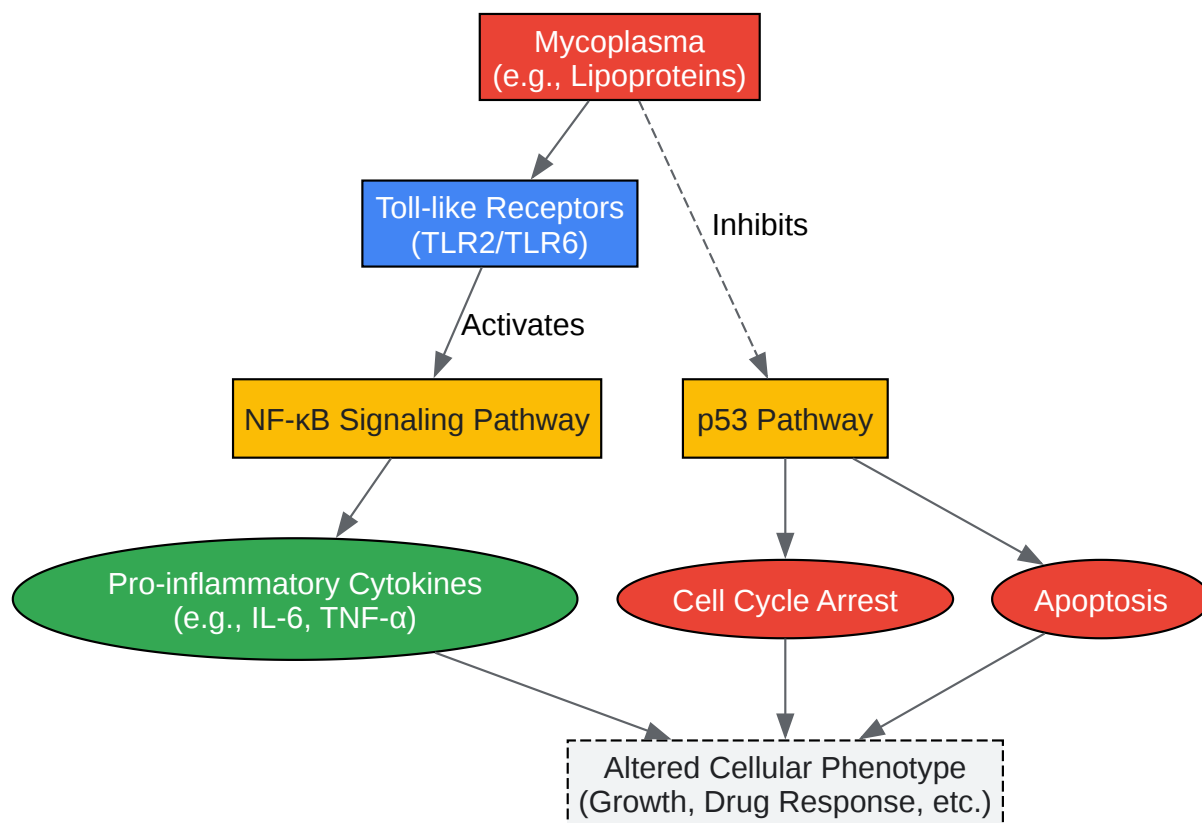 Mycoplasma
(e.g., Lipoproteins)
Toll-like Receptors
(TLR2/TLR6)
Inhibits
Activates
NF-κB Signaling Pathway
p53 Pathway
Pro-inflammatory Cytokines
(e.g., IL-6, TNF-α)
Cell Cycle Arrest
Apoptosis
Altered Cellular Phenotype
(Growth, Drug Response, etc.)